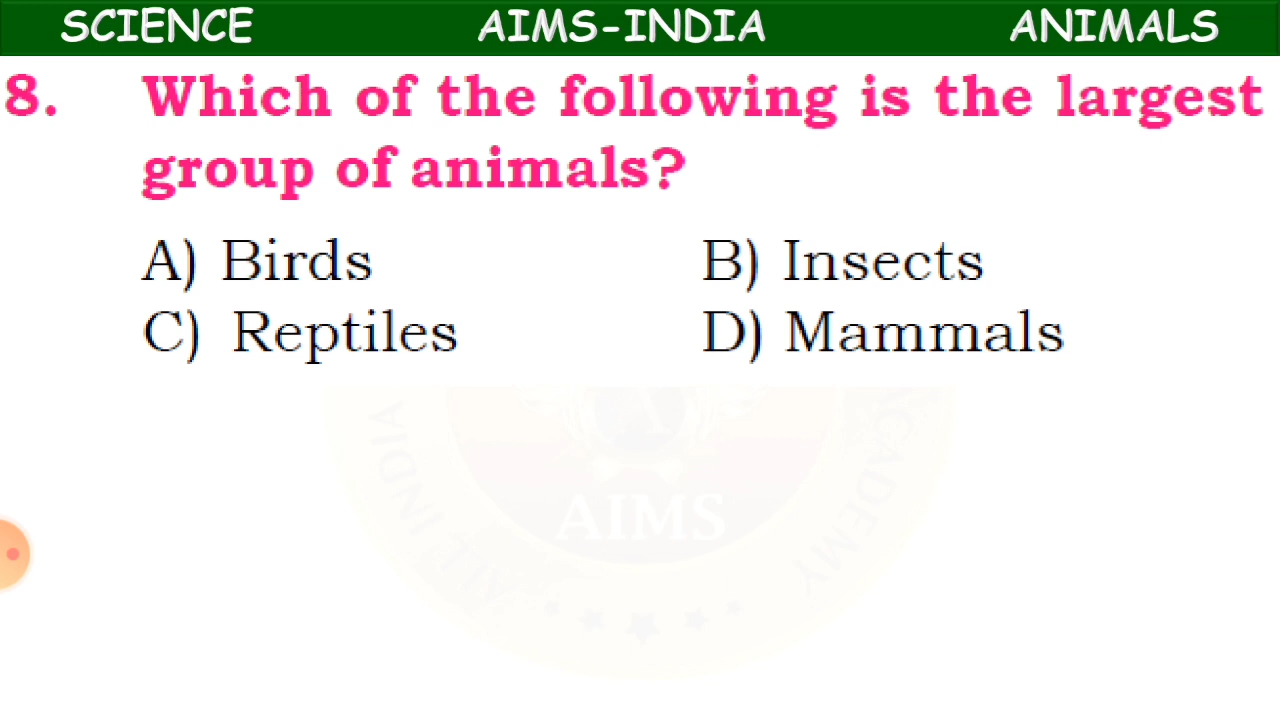 SCIENCE AIMS-INDIA ANIMALS
8. Which of the following is the largest
group of animals?
A) Birds B) Insects
C) Reptiles D) Mammals
AIMS